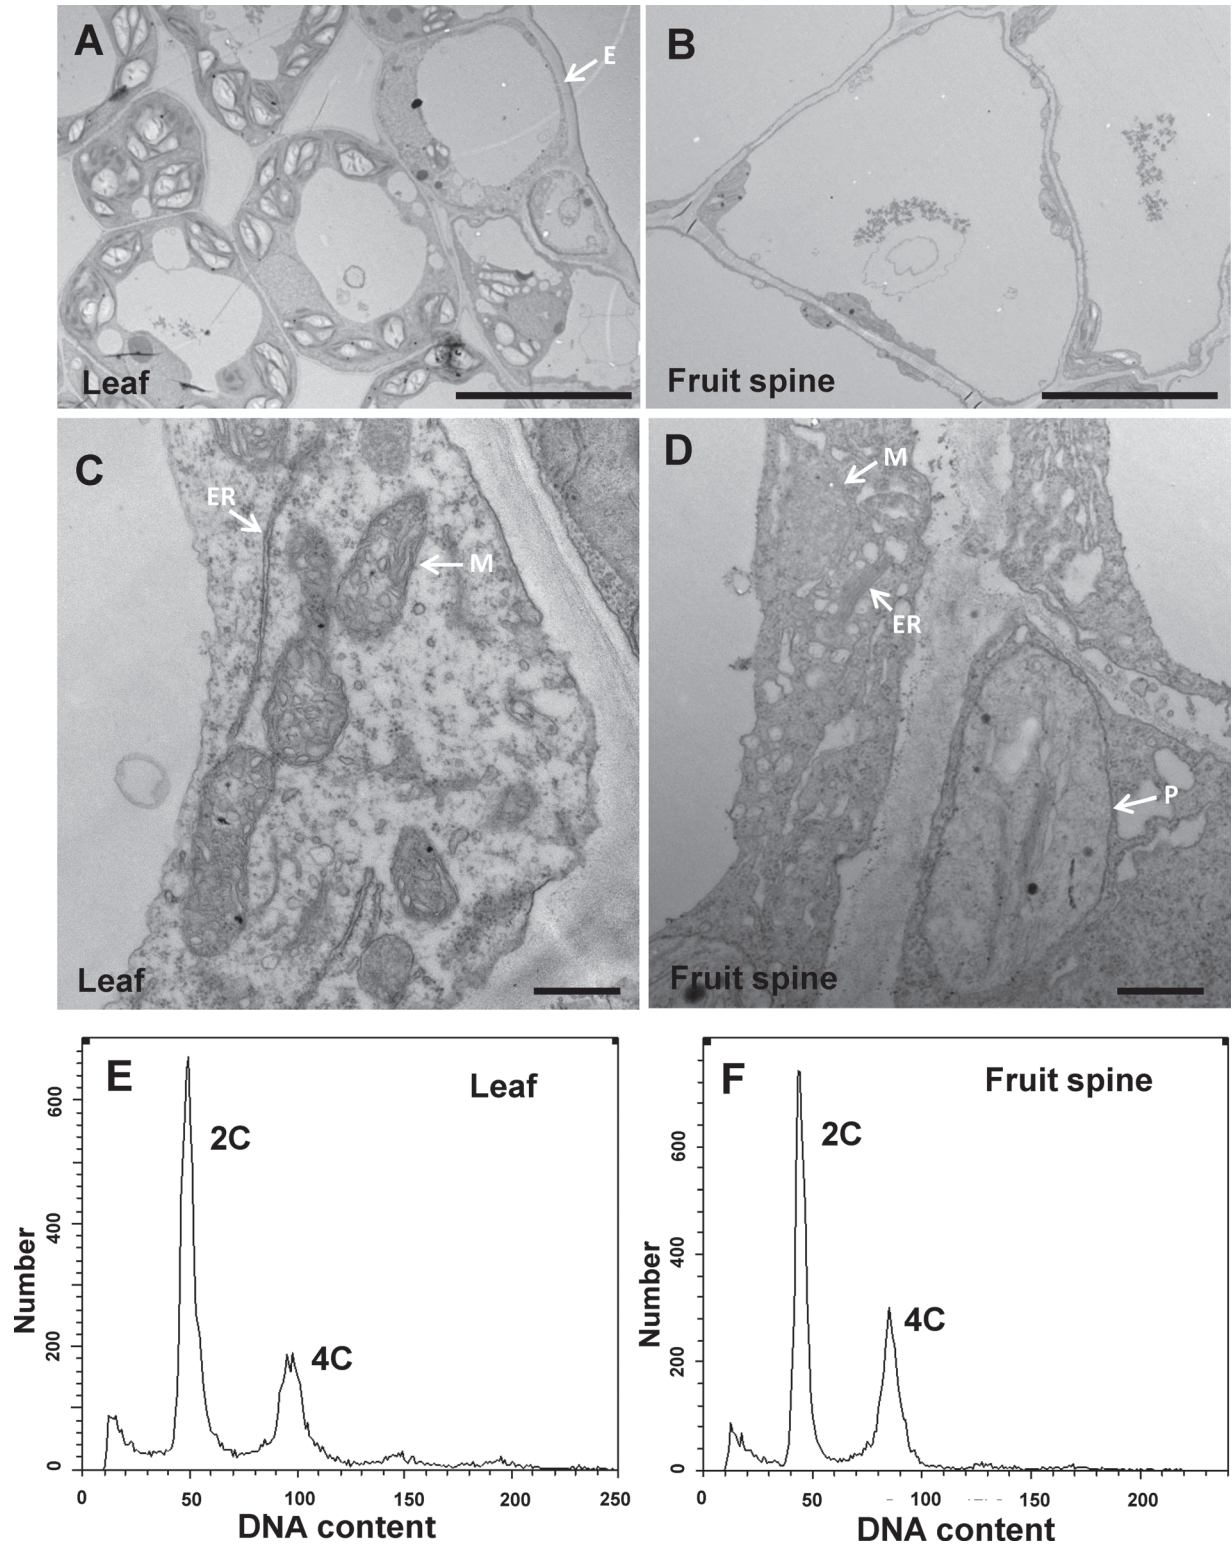 A
E
Leaf
B
Fruit spine
C
ER
M
Leaf
D
M
ER
P
Fruit spine
E
Leaf
2C
4C
Number
0
200
400
600
0
50
100
150
200
250
DNA content
F
Fruit spine
2C
4C
Number
0
200
400
600
0
50
100
150
200
DNA content